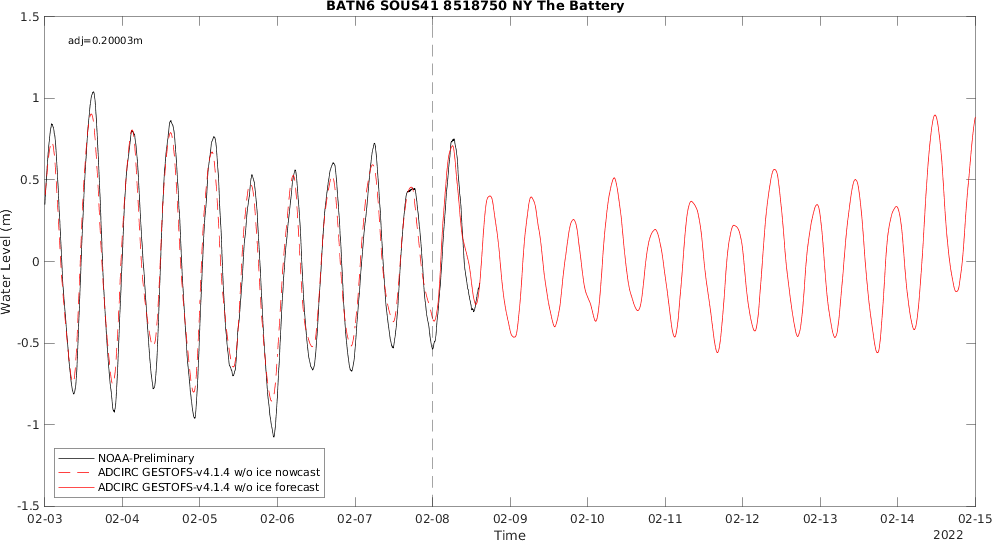 BATN6 SOUS41 8518750 NY The Battery
adj=0.20003m
1.5
1
0.5
0
-0.5
-1
-1.5
Water Level (m)
NOAA-Preliminary
ADCIRC GESTOFS-v4.1.4 w/o ice nowcast
ADCIRC GESTOFS-v4.1.4 w/o ice forecast
02-03 02-04 02-05 02-06 02-07 02-08 02-09 02-10 02-11 02-12 02-13 02-14 02-15
Time
2022